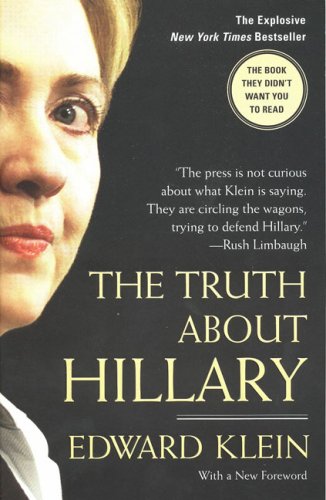 The Explosive
New York Times Bestseller
THE BOOK
THEY DIDN'T
WANT YOU
TO READ
"The press is not curious
about what Klein is saying.
They are circling the wagons,
trying to defend Hillary."
—Rush Limbaugh
THE TRUTH
ABOUT
HILLARY
EDWARD KLEIN
With a New Foreword